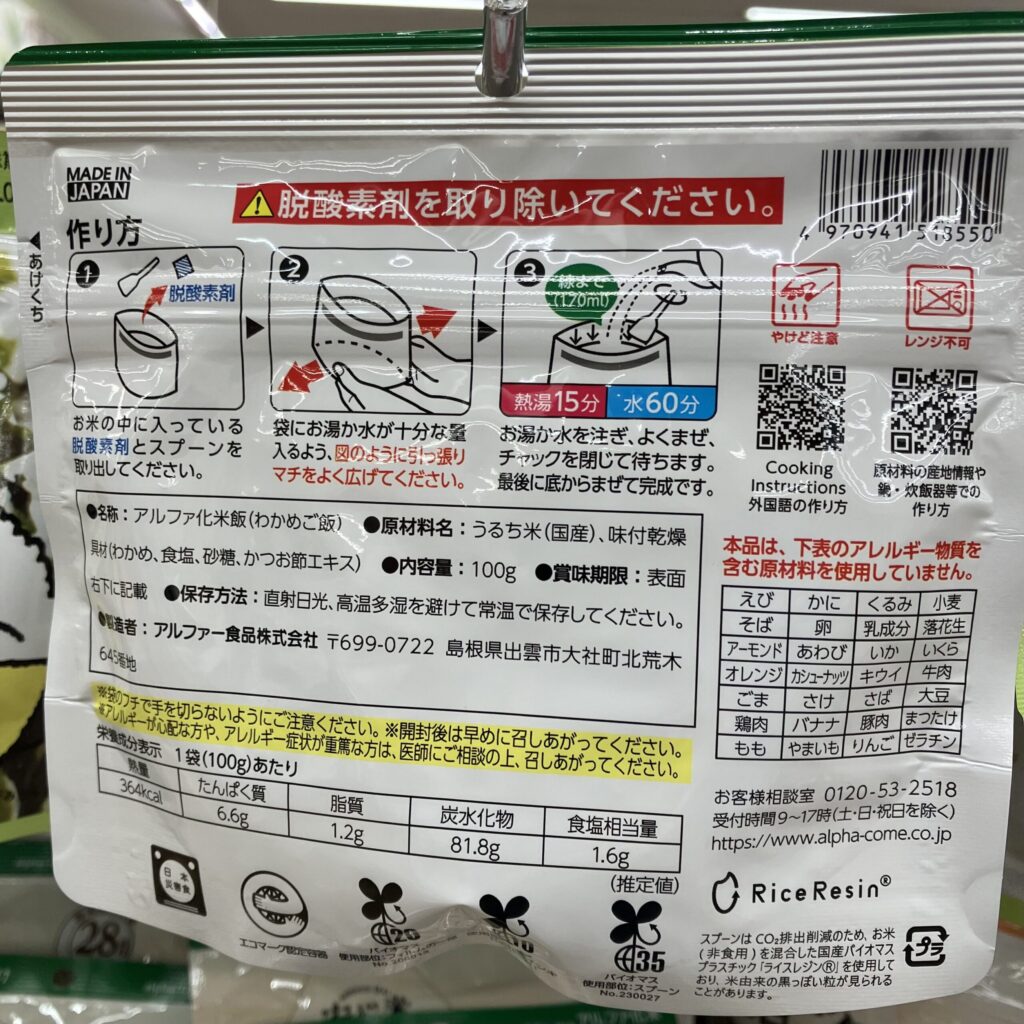 MADE IN
JAPAN
脱酸素剤を取り除いてください。
4 970941 518550
作り方
あけくち
1
脱酸素剤
お米の中に入っている
脱酸素剤とスプーンを
取り出してください。
2
袋にお湯か水が十分な量
入るよう、図のように引っ張り
マチをよく広げてください。
3
線まで
(120ml)
熱湯15分 水60分
お湯か水を注ぎ、よくまぜ、
チャックを閉じて待ちます。
最後に底からまぜて完成です。
やけど注意
レンジ不可
Cooking
Instructions
外国語の作り方
原材料の産地情報や
鍋・炊飯器等での
作り方
●名称:アルファ化米飯(わかめご飯) ●原材料名:うるち米(国産)、味付乾燥
具材(わかめ、食塩、砂糖、かつお節エキス) ●内容量:100g ●賞味期限:表面
右下に記載 ●保存方法:直射日光、高温多湿を避けて常温で保存してください。
●製造者:アルファー食品株式会社 〒699-0722 島根県出雲市大社町北荒木
645番地
※袋のフチで手を切らないようにご注意ください。※開封後は早めに召しあがってください。
※アレルギーが心配な方や、アレルギー症状が重篤な方は、医師にご相談の上、召しあがってください。
栄養成分表示 1袋(100g)あたり
熱量 たんぱく質 脂質 炭水化物 食塩相当量
364kcal 6.6g 1.2g 81.8g 1.6g
(推定値)
本品は、下表のアレルギー物質を
含む原材料を使用していません。
えび かに くるみ 小麦
そば 卵 乳成分 落花生
アーモンド あわび いか いくら
オレンジ カシューナッツ キウイ 牛肉
ごま さけ さば 大豆
鶏肉 バナナ 豚肉 まつたけ
もも やまいも りんご ゼラチン
お客様相談室 0120-53-2518
受付時間 9～17時(土・日・祝日を除く)
https://www.alpha-come.co.jp
日本
災害食
エコマーク認定容器
バイオマス
使用部位:
35
バイオマス
使用部位:スプーン
No.230027
RiceResin®
スプーンはCO₂排出削減のため、お米
(非食用)を混合した国産バイオマス
プラスチック「ライスレジン®」を使用して
おり、米由来の黒っぽい粒が見られる
ことがあります。
プラ
28